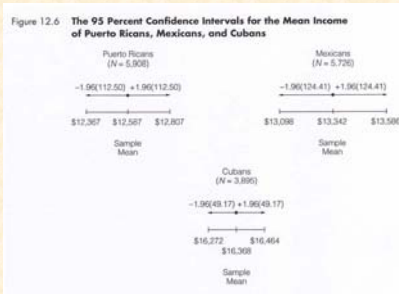 Figure 12.6 The 95 Percent Confidence Intervals for the Mean Income
of Puerto Ricans, Mexicans, and Cubans
Puerto Ricans
(N = 5,908)
−1.96(112.50) +1.96(112.50)
$12,367 $12,587 $12,807
Sample
Mean
Mexicans
(N = 5,726)
−1.96(124.41) +1.96(124.41)
$13,098 $13,342 $13,586
Sample
Mean
Cubans
(N = 3,895)
−1.96(49.17) +1.96(49.17)
$16,272 $16,464
$16,368
Sample
Mean